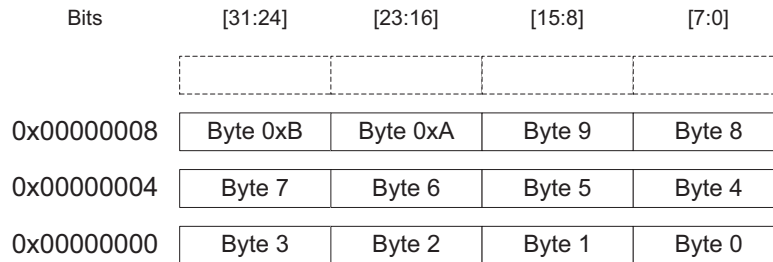 Bits [31:24] [23:16] [15:8] [7:0]
0x00000008 Byte 0xB Byte 0xA Byte 9 Byte 8
0x00000004 Byte 7 Byte 6 Byte 5 Byte 4
0x00000000 Byte 3 Byte 2 Byte 1 Byte 0